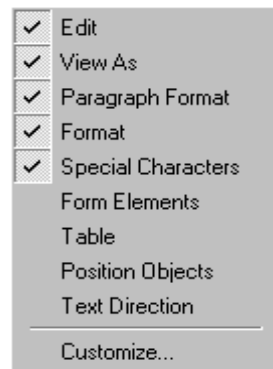 Edit
View As
Paragraph Format
Format
Special Characters
Form Elements
Table
Position Objects
Text Direction
Customize...